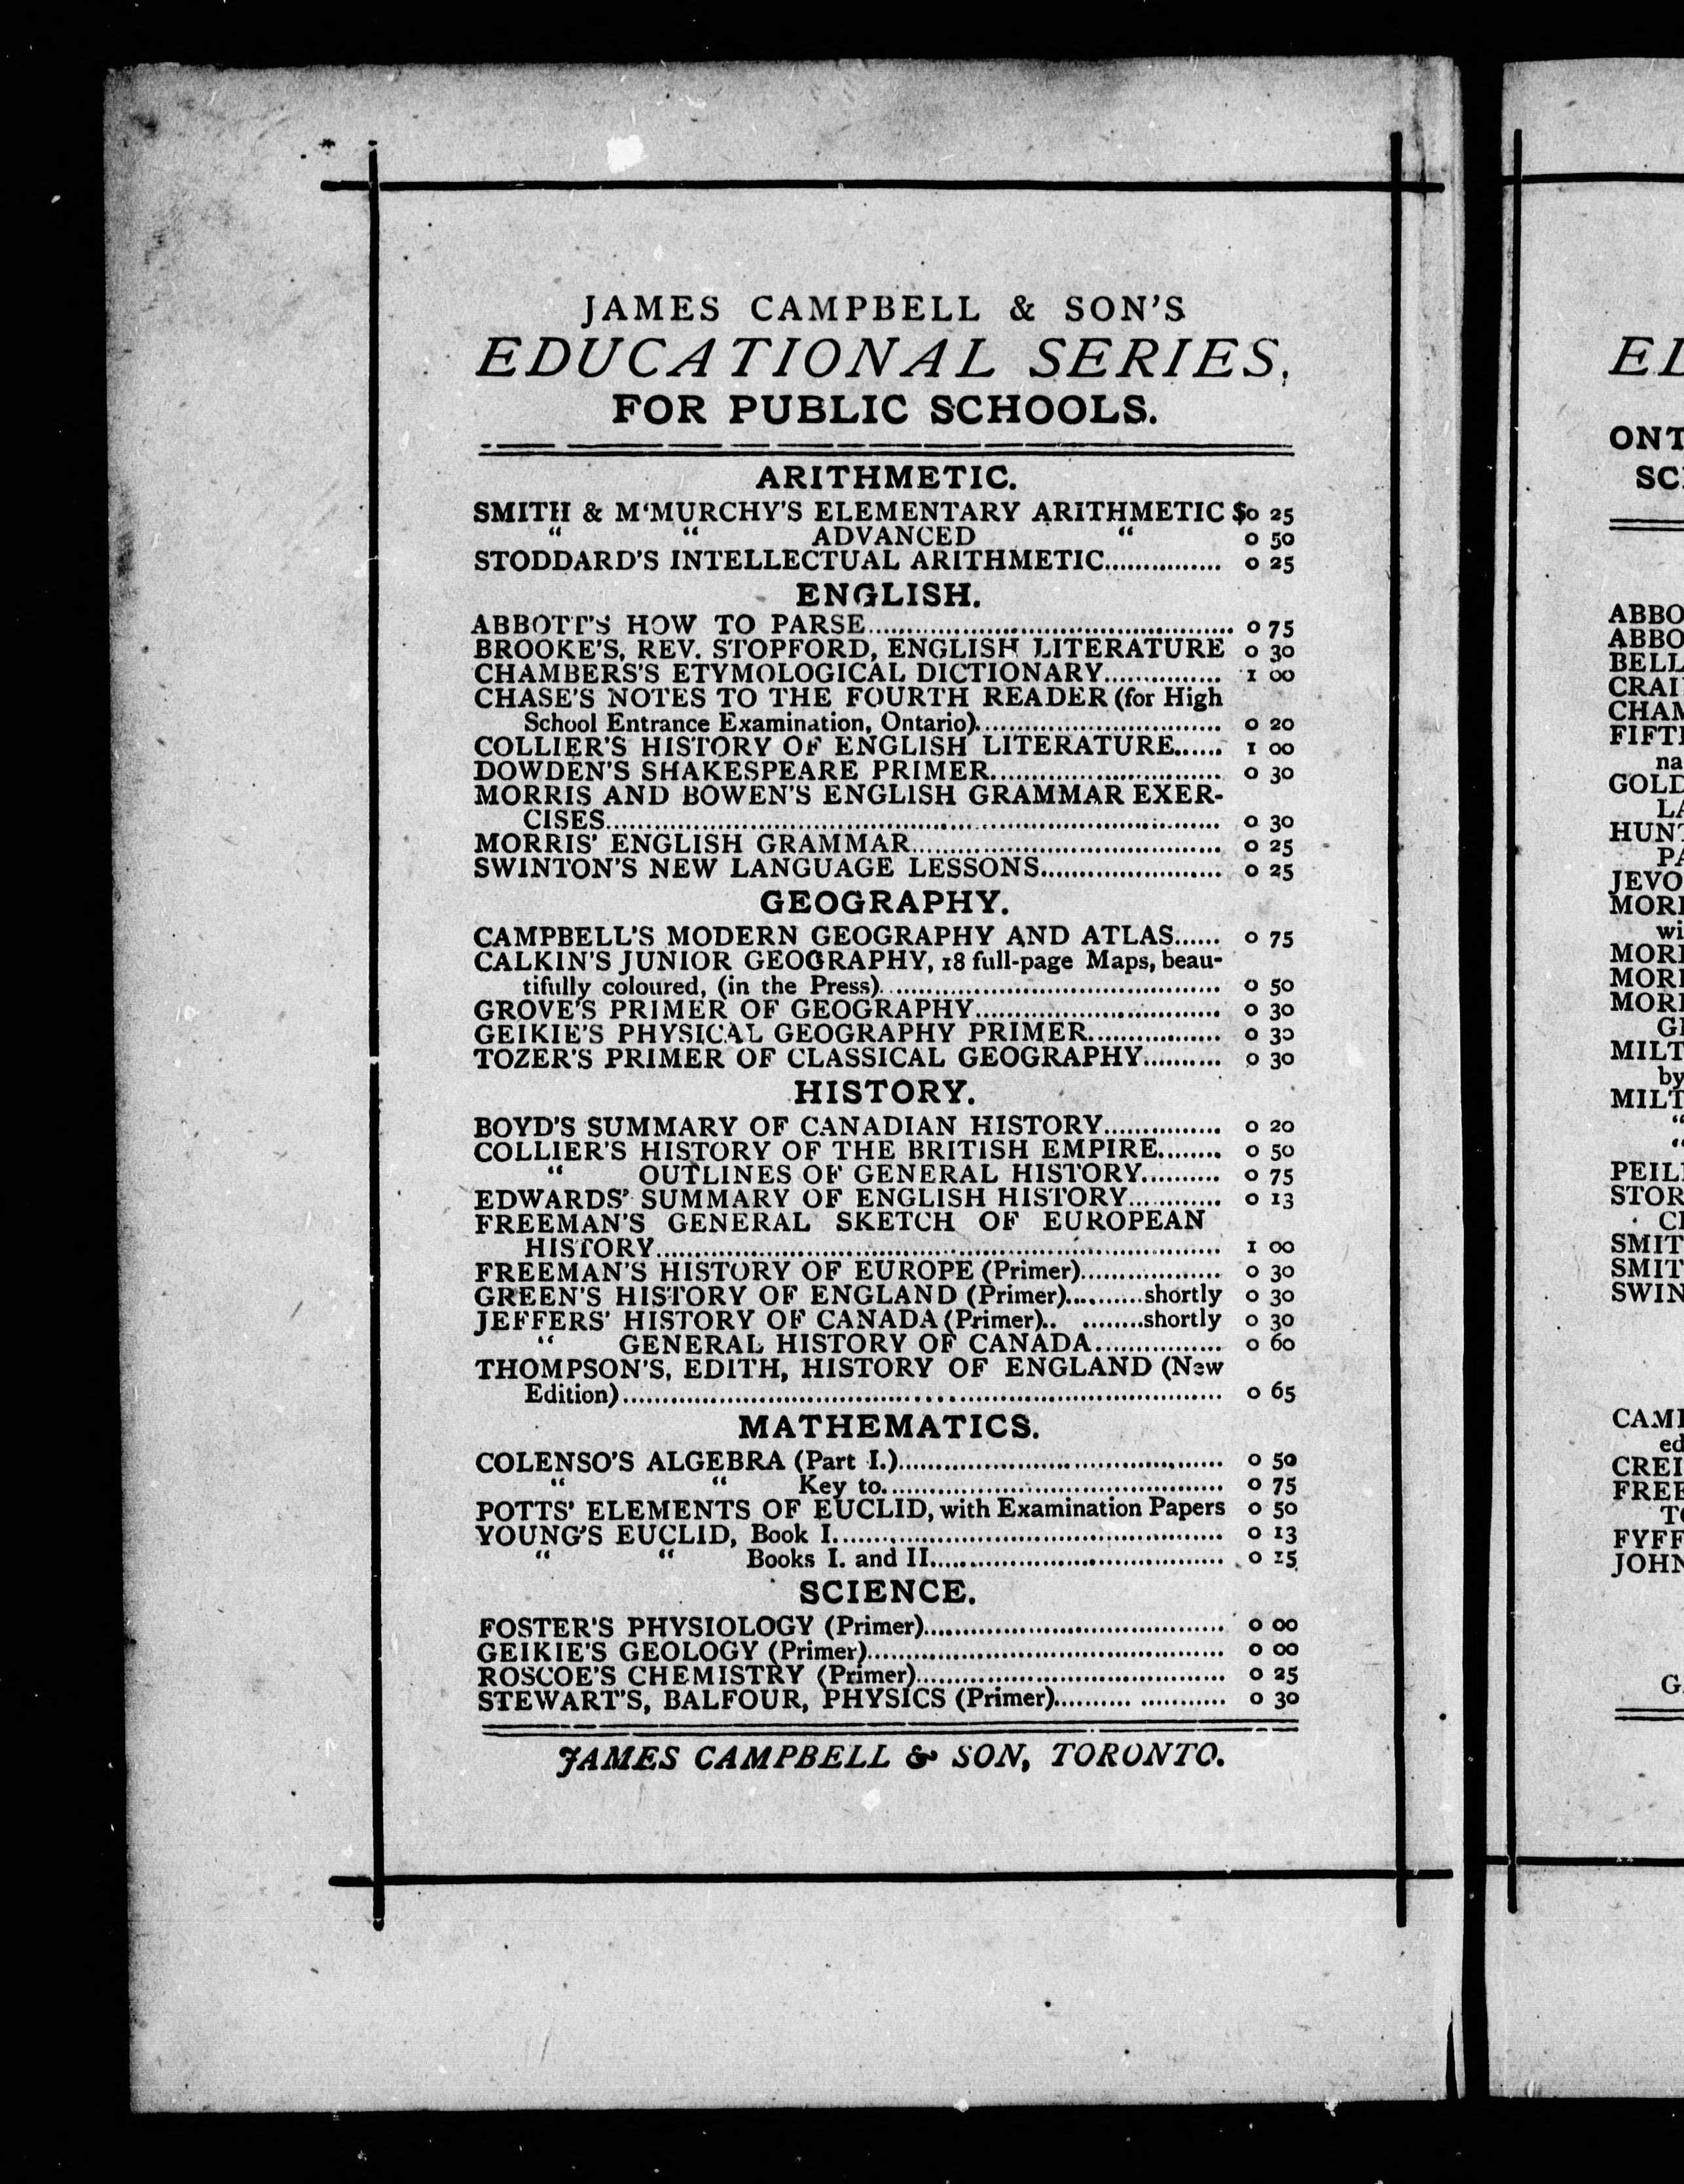 JAMES CAMPBELL & SON'S
EDUCATIONAL SERIES,
FOR PUBLIC SCHOOLS.
ARITHMETIC.
SMITH & M‘MURCHY'S ELEMENTARY ARITHMETIC $0 25
“ “ ADVANCED “ 0 50
STODDARD'S INTELLECTUAL ARITHMETIC............... 0 25
ENGLISH.
ABBOTT'S HOW TO PARSE............................................... 0 75
BROOKE'S, REV. STOPFORD, ENGLISH LITERATURE 0 30
CHAMBERS'S ETYMOLOGICAL DICTIONARY............... 1 00
CHASE'S NOTES TO THE FOURTH READER (for High
School Entrance Examination, Ontario)............................... 0 20
COLLIER'S HISTORY OF ENGLISH LITERATURE...... 1 00
DOWDEN'S SHAKESPEARE PRIMER............................. 0 30
MORRIS AND BOWEN'S ENGLISH GRAMMAR EXER-
CISES.............................................................................. 0 30
MORRIS' ENGLISH GRAMMAR....................................... 0 25
SWINTON'S NEW LANGUAGE LESSONS....................... 0 25
GEOGRAPHY.
CAMPBELL'S MODERN GEOGRAPHY AND ATLAS...... 0 75
CALKIN'S JUNIOR GEOGRAPHY, 18 full-page Maps, beau-
tifully coloured, (in the Press)........................................... 0 50
GROVE'S PRIMER OF GEOGRAPHY............................... 0 30
GEIKIE'S PHYSICAL GEOGRAPHY PRIMER................. 0 30
TOZER'S PRIMER OF CLASSICAL GEOGRAPHY.......... 0 30
HISTORY.
BOYD'S SUMMARY OF CANADIAN HISTORY............... 0 20
COLLIER'S HISTORY OF THE BRITISH EMPIRE........ 0 50
“ OUTLINES OF GENERAL HISTORY.......... 0 75
EDWARDS' SUMMARY OF ENGLISH HISTORY............ 0 13
FREEMAN'S GENERAL SKETCH OF EUROPEAN
HISTORY........................................................................ 1 00
FREEMAN'S HISTORY OF EUROPE (Primer).................. 0 30
GREEN'S HISTORY OF ENGLAND (Primer)..........shortly 0 30
JEFFERS' HISTORY OF CANADA (Primer).. ........shortly 0 30
“ GENERAL HISTORY OF CANADA................ 0 60
THOMPSON'S, EDITH, HISTORY OF ENGLAND (New
Edition)............................................................................ 0 65
MATHEMATICS.
COLENSO'S ALGEBRA (Part I.)......................................... 0 50
“ “ Key to........................................... 0 75
POTTS' ELEMENTS OF EUCLID, with Examination Papers 0 50
YOUNG'S EUCLID, Book I.................................................. 0 13
“ “ Books I. and II..................................... 0 15
SCIENCE.
FOSTER'S PHYSIOLOGY (Primer)...................................... 0 00
GEIKIE'S GEOLOGY (Primer)............................................. 0 00
ROSCOE'S CHEMISTRY (Primer)....................................... 0 25
STEWART'S, BALFOUR, PHYSICS (Primer).......... ........... 0 30
JAMES CAMPBELL & SON, TORONTO.